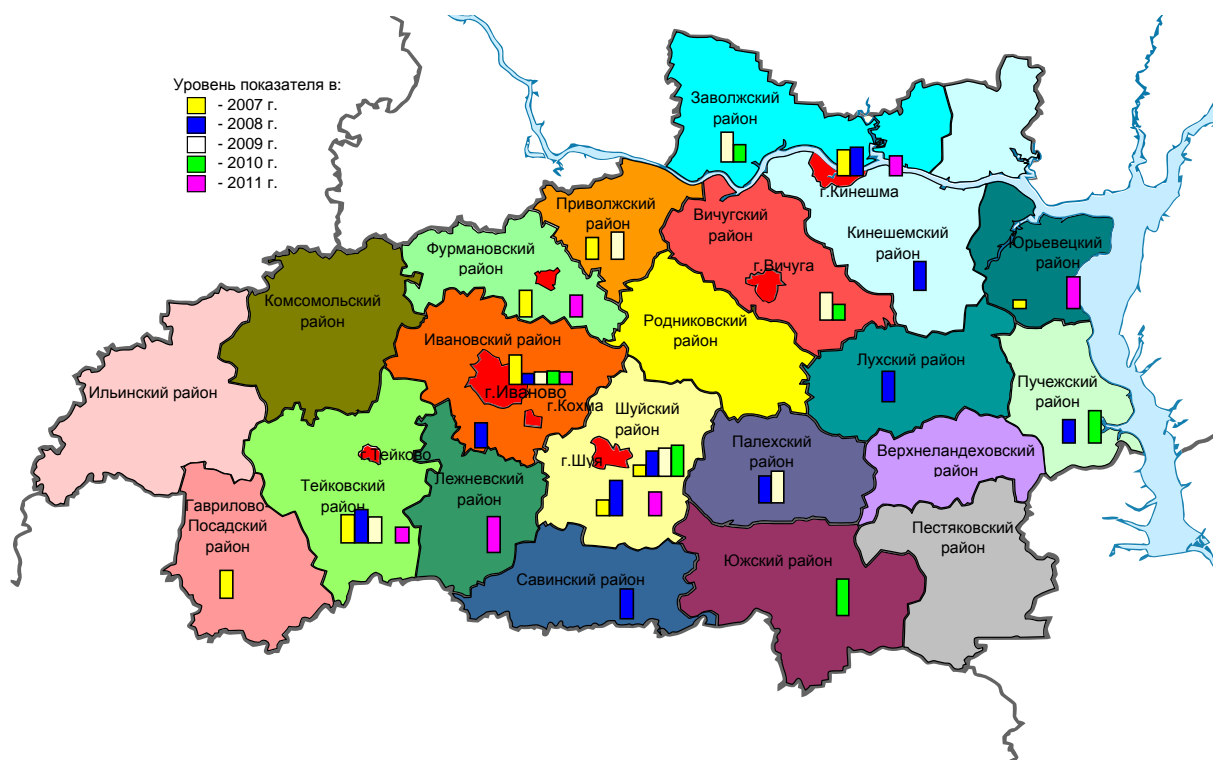 Уровень показателя в:
- 2007 г.
- 2008 г.
- 2009 г.
- 2010 г.
- 2011 г.
Заволжский
район
г.Кинешма
Приволжский
район
Вичугский
район
Кинешемский
район
Юрьевецкий
район
Фурмановский
район
г.Вичуга
Комсомольский
район
Родниковский
район
Ивановский район
Лухский район
Ильинский район
г.Иваново
г.Кохма
Пучежский
район
Шуйский
район
г.Шуя
Палехский
район
Верхнеландеховский
район
г.Тейково
Тейковский
район
Лежневский
район
Гаврилово-
Посадский
район
Пестяковский
район
Савинский район
Южский район